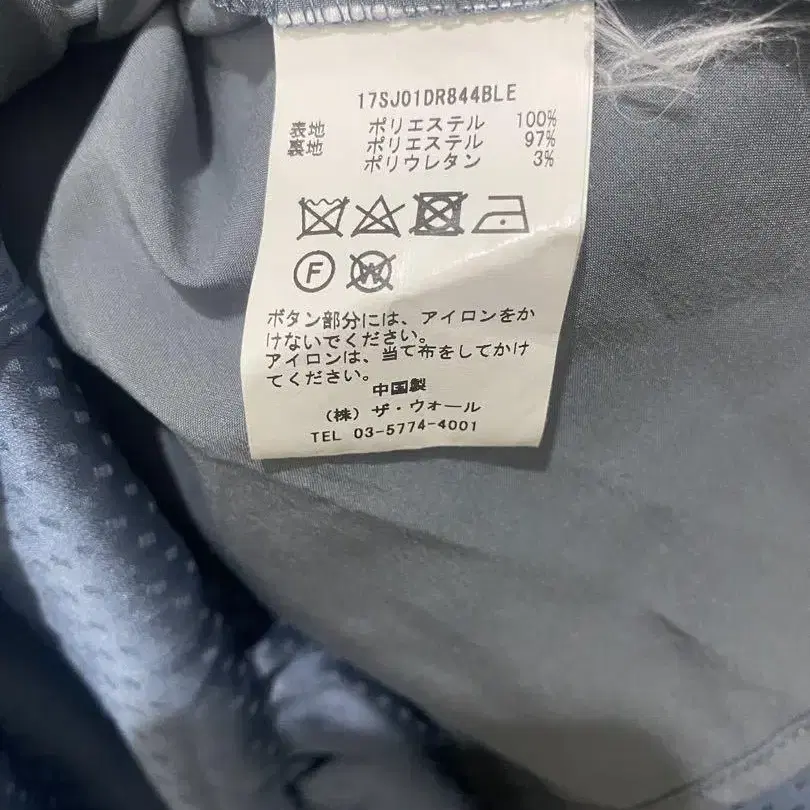 17SJ01DR844BLE
表地 ポリエステル 100%
裏地 ポリエステル 97%
ポリウレタン 3%
F W
ボタン部分には、アイロンをか
けないでください。
アイロンは、当て布をしてかけ
てください。
中国製
(株) ザ・ウォール
TEL 03-5774-4001